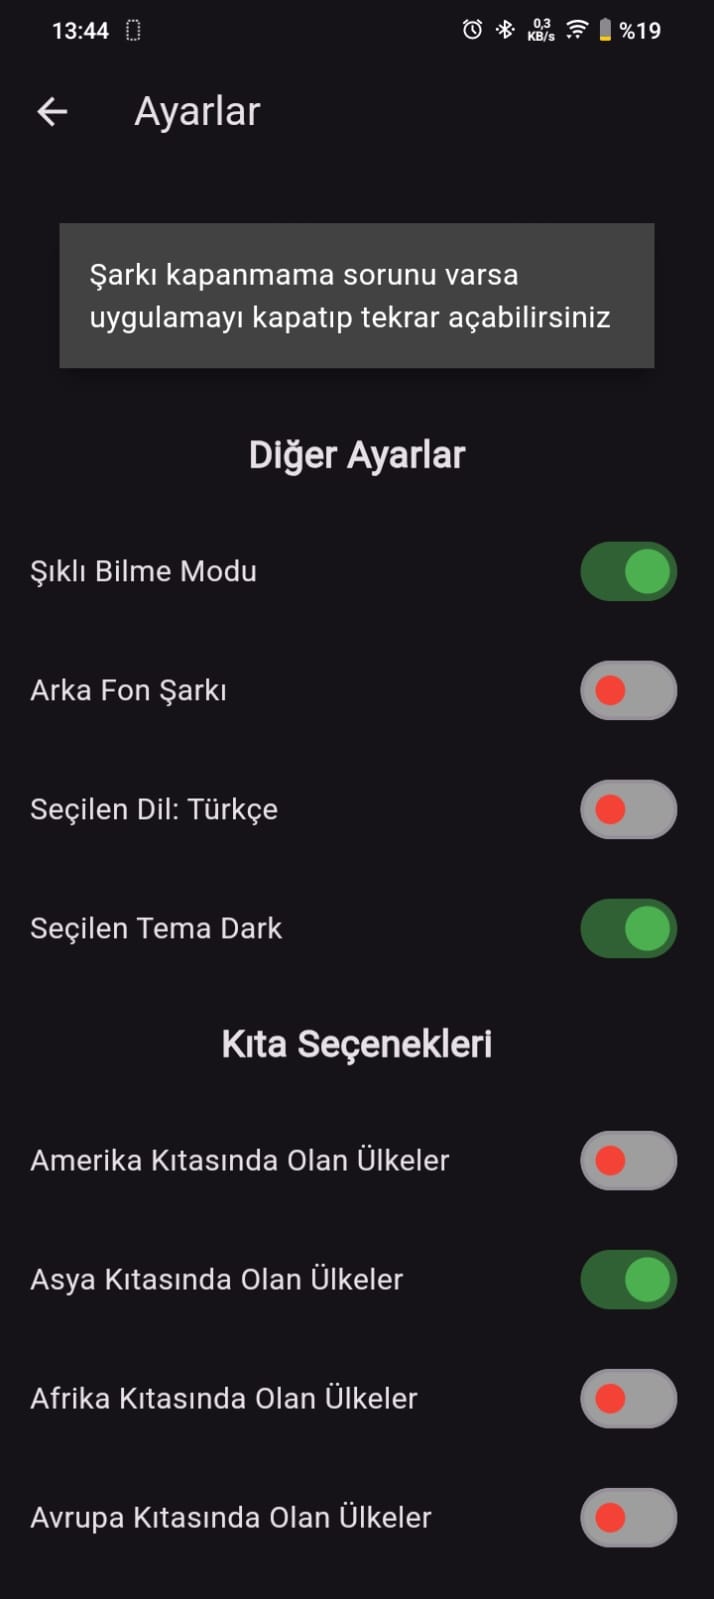 13:44
0,3
KB/s
%19
Ayarlar
Şarkı kapanmama sorunu varsa
uygulamayı kapatıp tekrar açabilirsiniz
Diğer Ayarlar
Şıklı Bilme Modu
Arka Fon Şarkı
Seçilen Dil: Türkçe
Seçilen Tema Dark
Kıta Seçenekleri
Amerika Kıtasında Olan Ülkeler
Asya Kıtasında Olan Ülkeler
Afrika Kıtasında Olan Ülkeler
Avrupa Kıtasında Olan Ülkeler